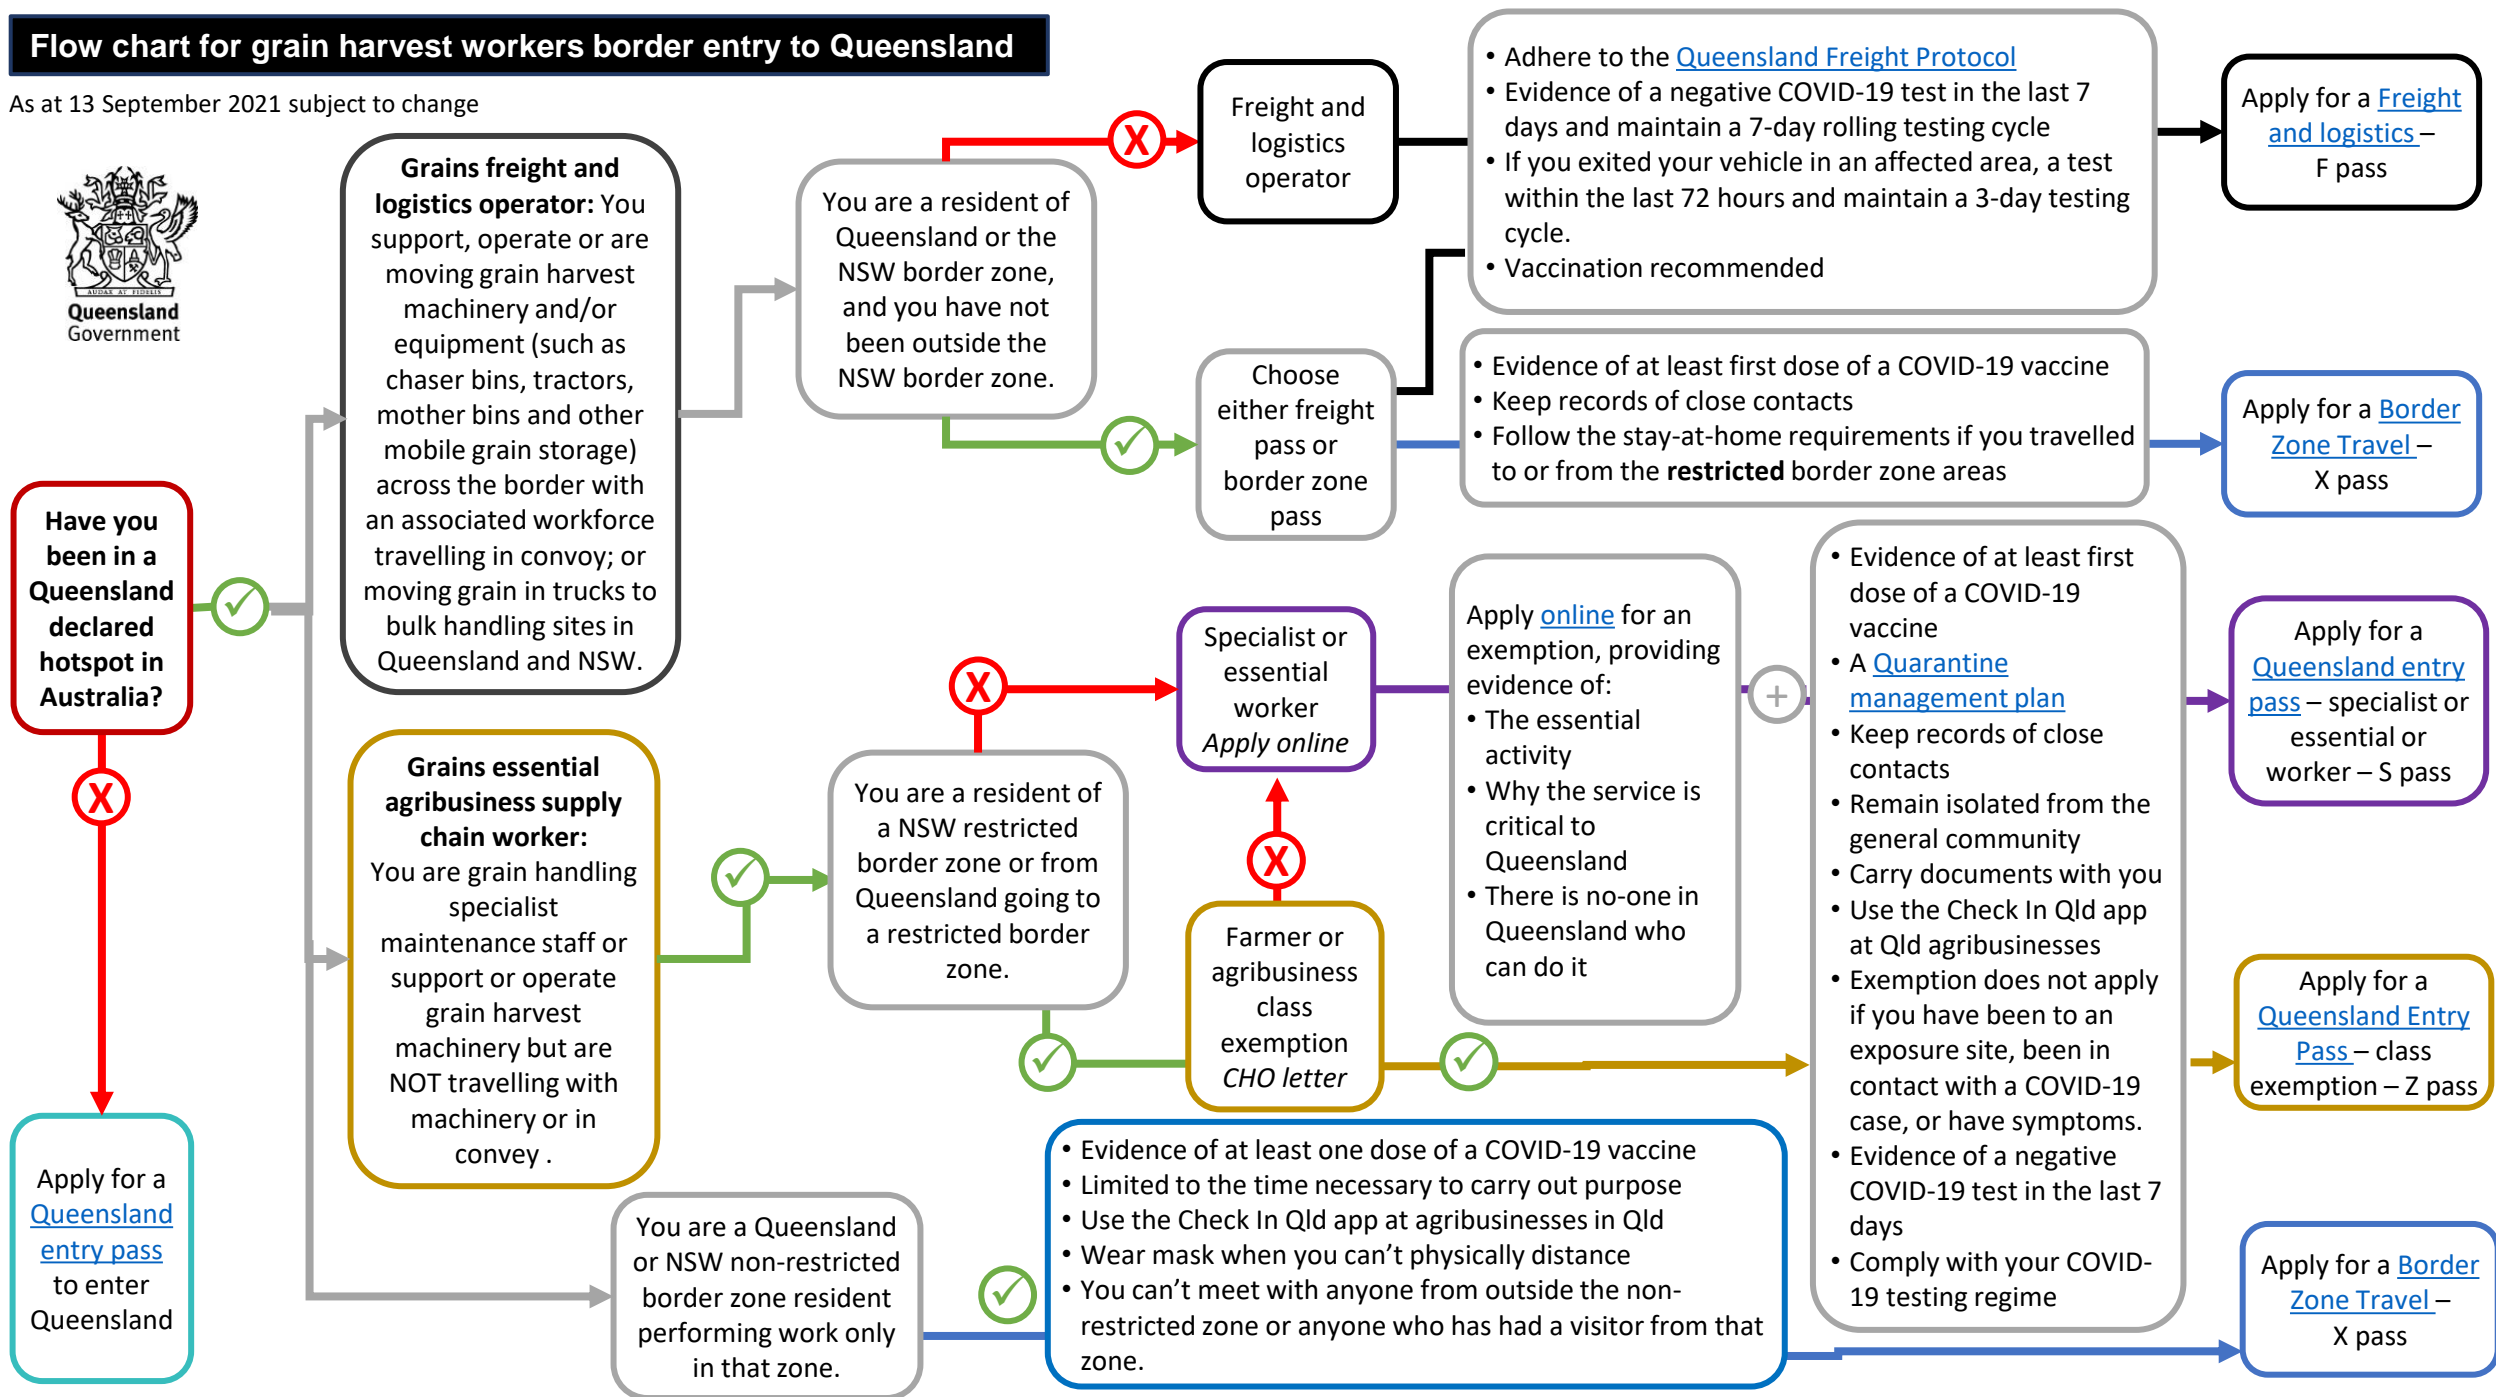 Flow chart for grain harvest workers border entry to Queensland
As at 13 September 2021 subject to change
AUDAX AT FIDELIS
Queensland
Government
Have you
been in a
Queensland
declared
hotspot in
Australia?
X
Apply for a
Queensland
entry pass
to enter
Queensland
Grains freight and
logistics operator: You
support, operate or are
moving grain harvest
machinery and/or
equipment (such as
chaser bins, tractors,
mother bins and other
mobile grain storage)
across the border with
an associated workforce
travelling in convoy; or
moving grain in trucks to
bulk handling sites in
Queensland and NSW.
You are a resident of
Queensland or the
NSW border zone,
and you have not
been outside the
NSW border zone.
X
Freight and
logistics
operator
• Adhere to the Queensland Freight Protocol
• Evidence of a negative COVID-19 test in the last 7
days and maintain a 7-day rolling testing cycle
• If you exited your vehicle in an affected area, a test
within the last 72 hours and maintain a 3-day testing
cycle.
• Vaccination recommended
Apply for a Freight
and logistics –
F pass
Choose
either freight
pass or
border zone
pass
• Evidence of at least first dose of a COVID-19 vaccine
• Keep records of close contacts
• Follow the stay-at-home requirements if you travelled
to or from the restricted border zone areas
Apply for a Border
Zone Travel –
X pass
Grains essential
agribusiness supply
chain worker:
You are grain handling
specialist
maintenance staff or
support or operate
grain harvest
machinery but are
NOT travelling with
machinery or in
convey .
You are a resident of
a NSW restricted
border zone or from
Queensland going to
a restricted border
zone.
X
Specialist or
essential
worker
Apply online
X
Farmer or
agribusiness
class
exemption
CHO letter
Apply online for an
exemption, providing
evidence of:
• The essential
activity
• Why the service is
critical to
Queensland
• There is no-one in
Queensland who
can do it
+
• Evidence of at least first
dose of a COVID-19
vaccine
• A Quarantine
management plan
• Keep records of close
contacts
• Remain isolated from the
general community
• Carry documents with you
• Use the Check In Qld app
at Qld agribusinesses
• Exemption does not apply
if you have been to an
exposure site, been in
contact with a COVID-19
case, or have symptoms.
• Evidence of a negative
COVID-19 test in the last 7
days
• Comply with your COVID-
19 testing regime
Apply for a
Queensland entry
pass – specialist or
essential or
worker – S pass
Apply for a
Queensland Entry
Pass – class
exemption – Z pass
You are a Queensland
or NSW non-restricted
border zone resident
performing work only
in that zone.
• Evidence of at least one dose of a COVID-19 vaccine
• Limited to the time necessary to carry out purpose
• Use the Check In Qld app at agribusinesses in Qld
• Wear mask when you can’t physically distance
• You can’t meet with anyone from outside the non-
restricted zone or anyone who has had a visitor from that
zone.
Apply for a Border
Zone Travel –
X pass